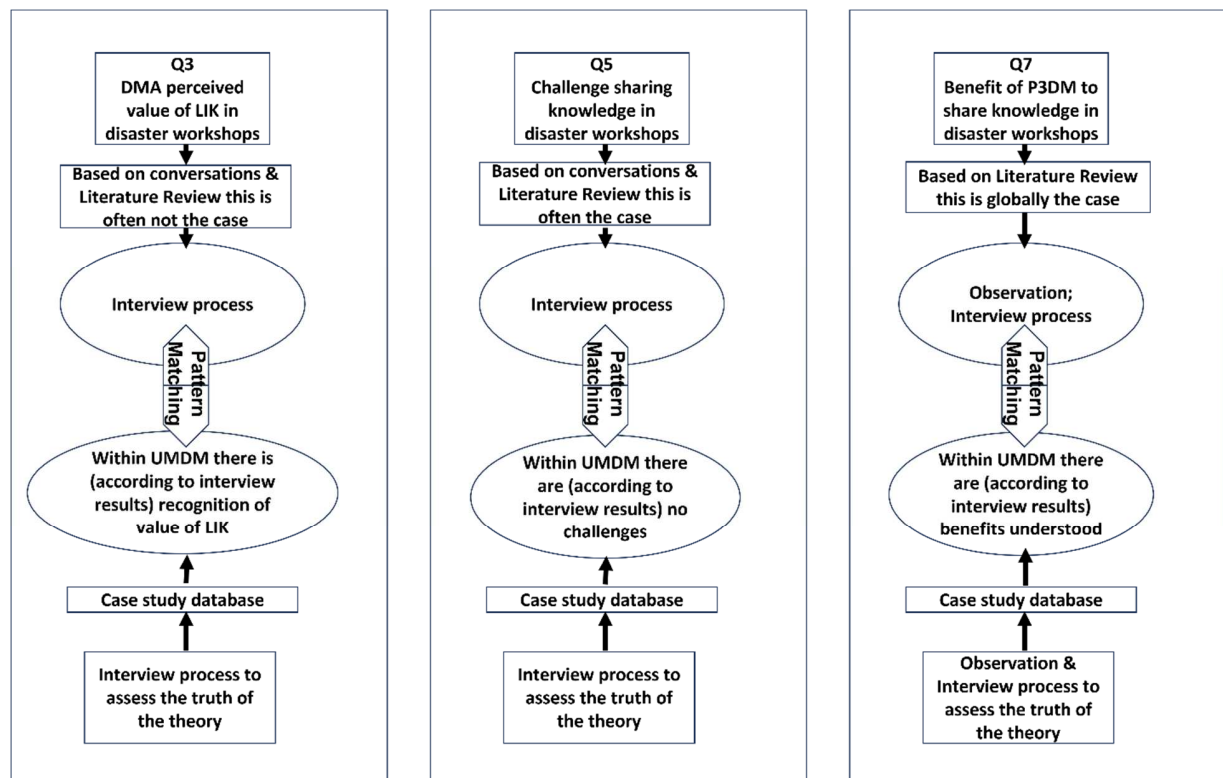 Q3
DMA perceived
value of LIK in
disaster workshops
Based on conversations &
Literature Review this is
often not the case
Interview process
Pattern
Matching
Within UMDM there is
(according to interview
results) recognition of
value of LIK
Case study database
Interview process to
assess the truth of
the theory
Q5
Challenge sharing
knowledge in
disaster workshops
Based on conversations &
Literature Review this is
often the case
Interview process
Pattern
Matching
Within UMDM there
are (according to
interview results) no
challenges
Case study database
Interview process to
assess the truth of
the theory
Q7
Benefit of P3DM to
share knowledge in
disaster workshops
Based on Literature Review
this is globally the case
Observation;
Interview process
Pattern
Matching
Within UMDM there
are (according to
interview results)
benefits understood
Case study database
Observation &
Interview process to
assess the truth of
the theory